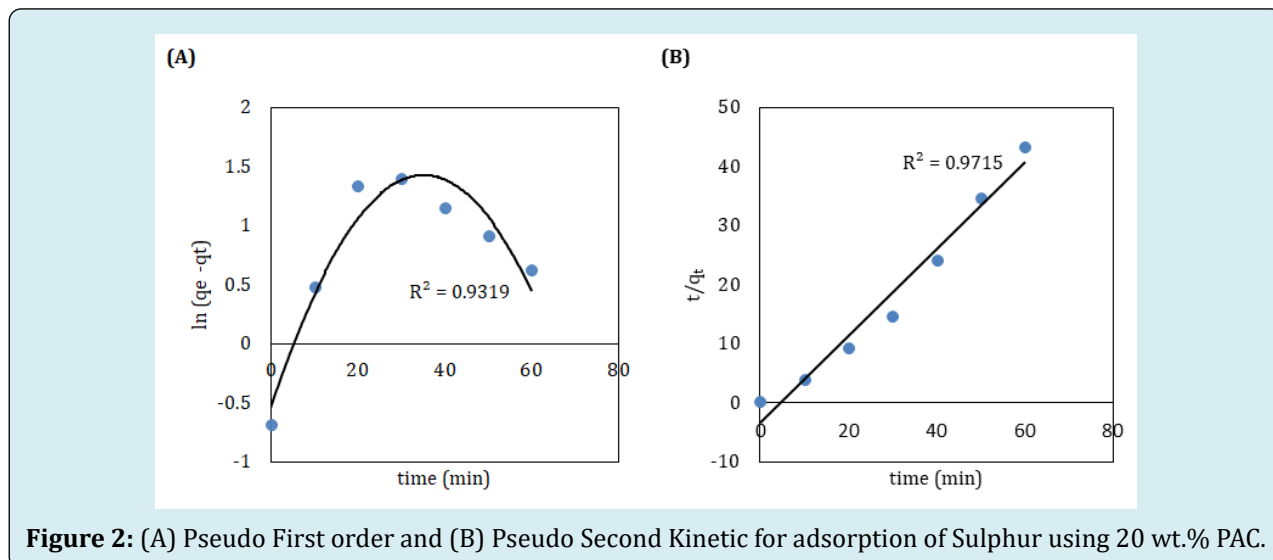 (A)
2
1.5
1
0.5
0
-0.5
-1
0
20
40
60
80
ln (qe -qt)
time (min)
R² = 0.9319
(B)
50
40
30
20
10
0
-10
0
20
40
60
80
t/qₜ
time (min)
R² = 0.9715
Figure 2: (A) Pseudo First order and (B) Pseudo Second Kinetic for adsorption of Sulphur using 20 wt.% PAC.